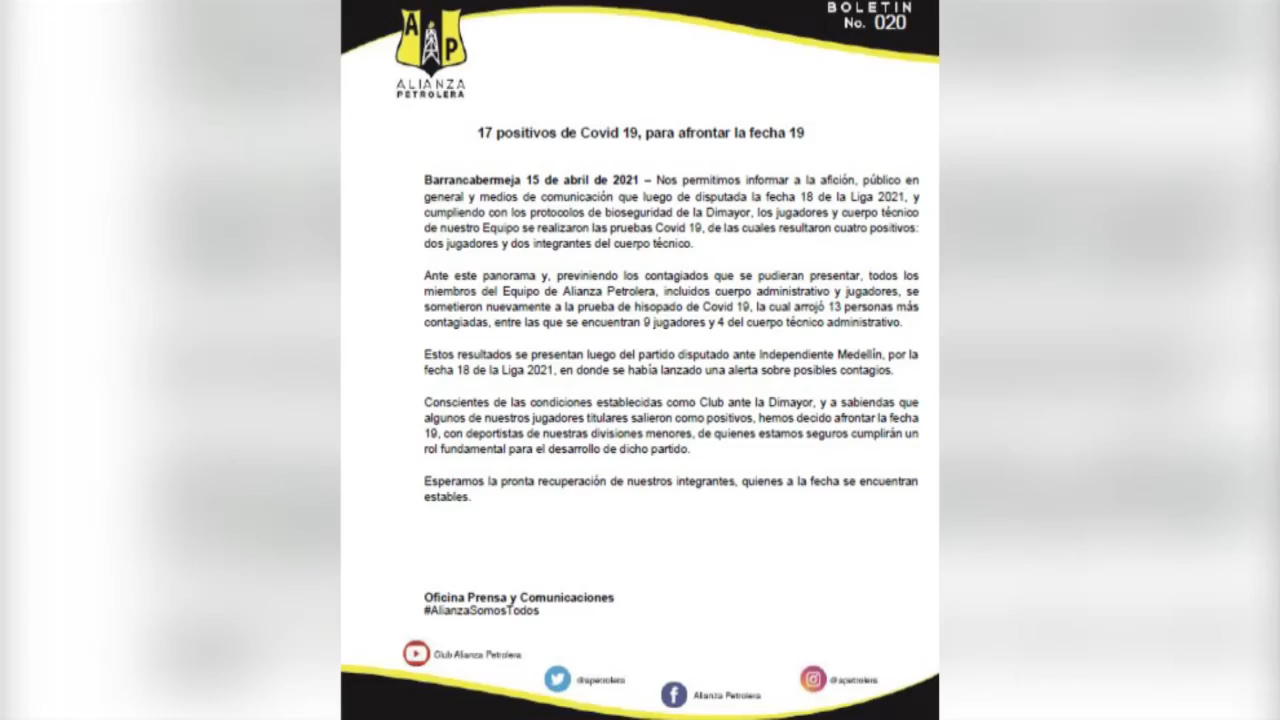 BOLETIN
No. 020
A P
ALIANZA
PETROLERA
17 positivos de Covid 19, para afrontar la fecha 19
Barrancabermeja 15 de abril de 2021 – Nos permitimos informar a la afición, público en
general y medios de comunicación que luego de disputada la fecha 18 de la Liga 2021, y
cumpliendo con los protocolos de bioseguridad de la Dimayor, los jugadores y cuerpo técnico
de nuestro Equipo se realizaron las pruebas Covid 19, de las cuales resultaron cuatro positivos:
dos jugadores y dos integrantes del cuerpo técnico.
Ante este panorama y, previniendo los contagiados que se pudieran presentar, todos los
miembros del Equipo de Alianza Petrolera, incluidos cuerpo administrativo y jugadores, se
sometieron nuevamente a la prueba de hisopado de Covid 19, la cual arrojó 13 personas más
contagiadas, entre las que se encuentran 9 jugadores y 4 del cuerpo técnico administrativo.
Estos resultados se presentan luego del partido disputado ante Independiente Medellín, por la
fecha 18 de la Liga 2021, en donde se había lanzado una alerta sobre posibles contagios.
Conscientes de las condiciones establecidas como Club ante la Dimayor, y a sabiendas que
algunos de nuestros jugadores titulares salieron como positivos, hemos decido afrontar la fecha
19, con deportistas de nuestras divisiones menores, de quienes estamos seguros cumplirán un
rol fundamental para el desarrollo de dicho partido.
Esperamos la pronta recuperación de nuestros integrantes, quienes a la fecha se encuentran
estables.
Oficina Prensa y Comunicaciones
#AlianzaSomosTodos
Club Alianza Petrolera
@apetrolera
Alianza Petrolera
@apetrolera